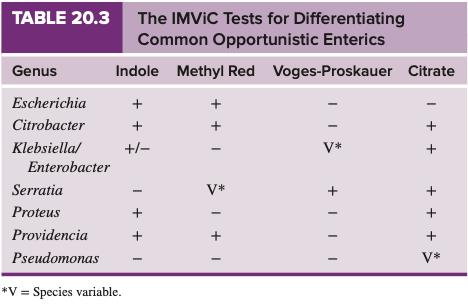 TABLE 20.3 The IMViC Tests for Differentiating
Common Opportunistic Enterics
Genus Indole Methyl Red Voges-Proskauer Citrate
Escherichia + + − −
Citrobacter + + − +
Klebsiella/ +/− − V* +
Enterobacter
Serratia − V* + +
Proteus + − − +
Providencia + + − +
Pseudomonas − − − V*
*V = Species variable.